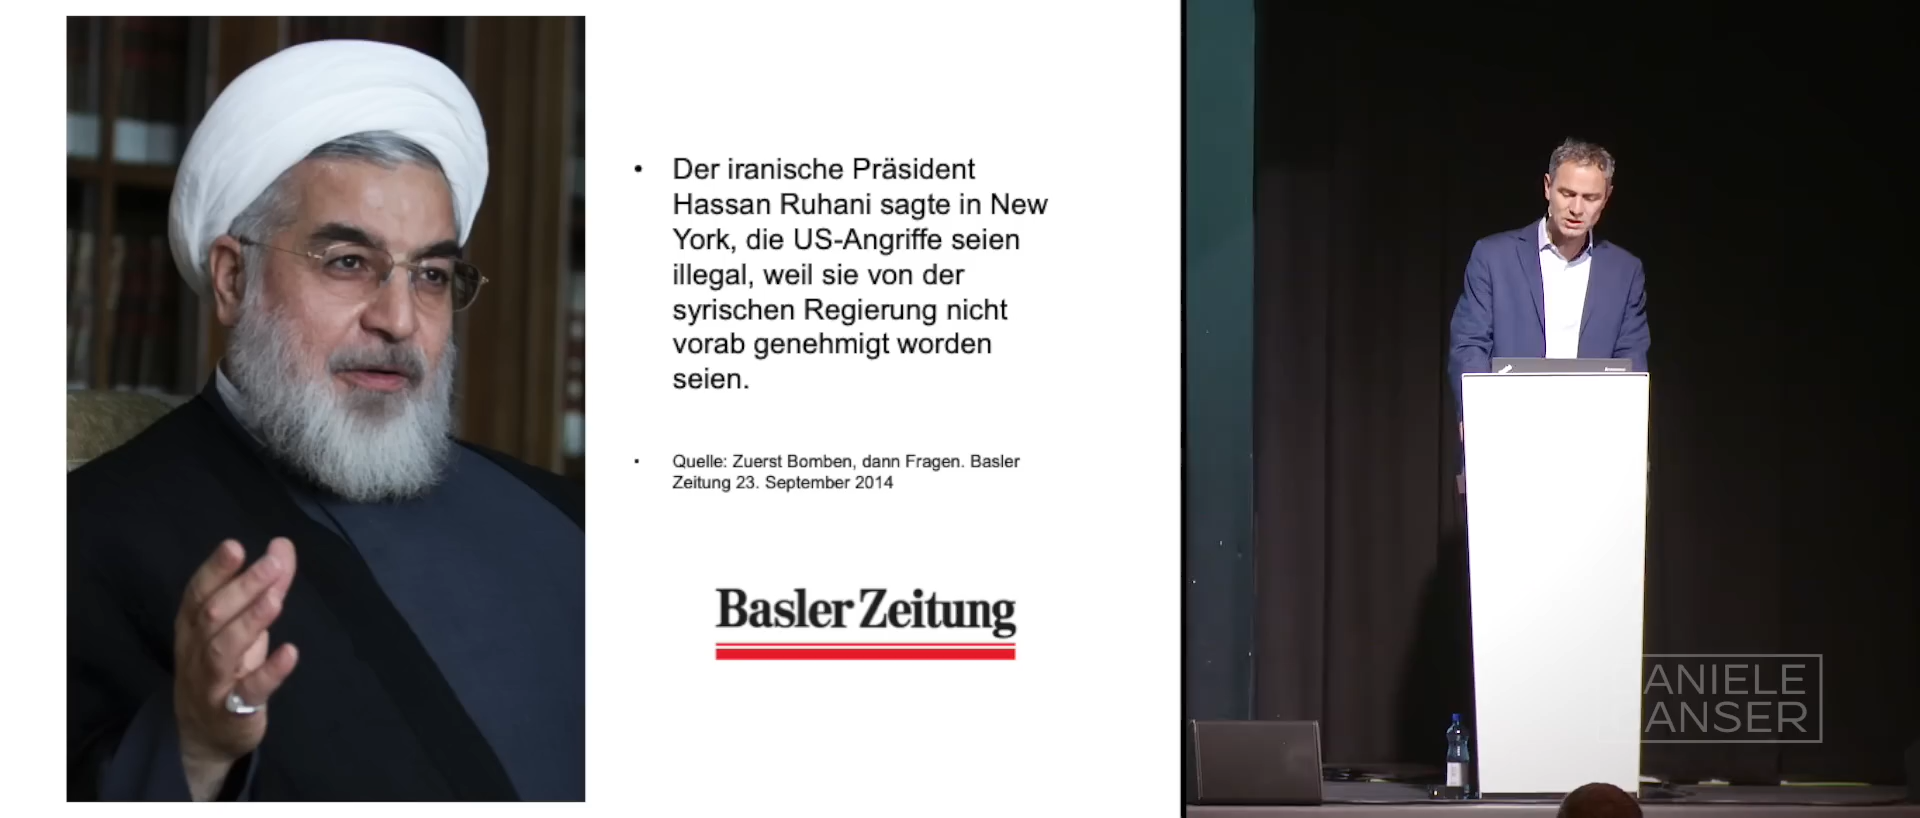 • Der iranische Präsident
Hassan Ruhani sagte in New
York, die US-Angriffe seien
illegal, weil sie von der
syrischen Regierung nicht
vorab genehmigt worden
seien.
• Quelle: Zuerst Bomben, dann Fragen. Basler
Zeitung 23. September 2014
Basler Zeitung
ANIELE
ANSER